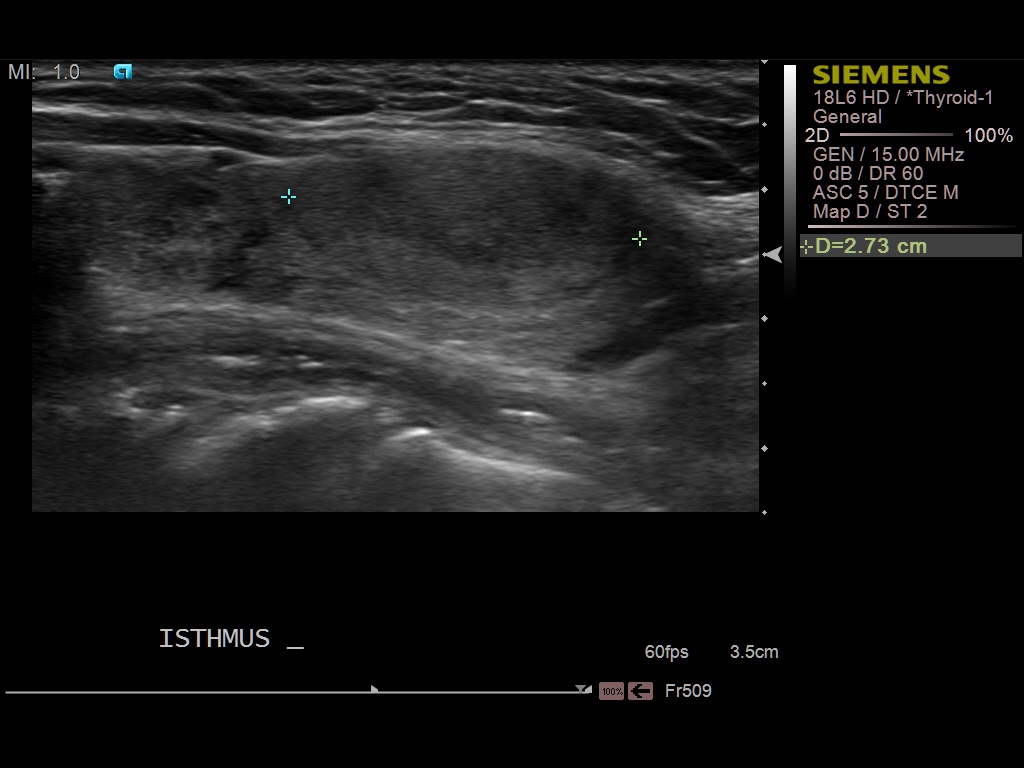 MI: 1.0
SIEMENS
18L6 HD / *Thyroid-1
General
2D 100%
GEN / 15.00 MHz
0 dB / DR 60
ASC 5 / DTCE M
Map D / ST 2
D=2.73 cm
ISTHMUS _
60fps 3.5cm
100% Fr509